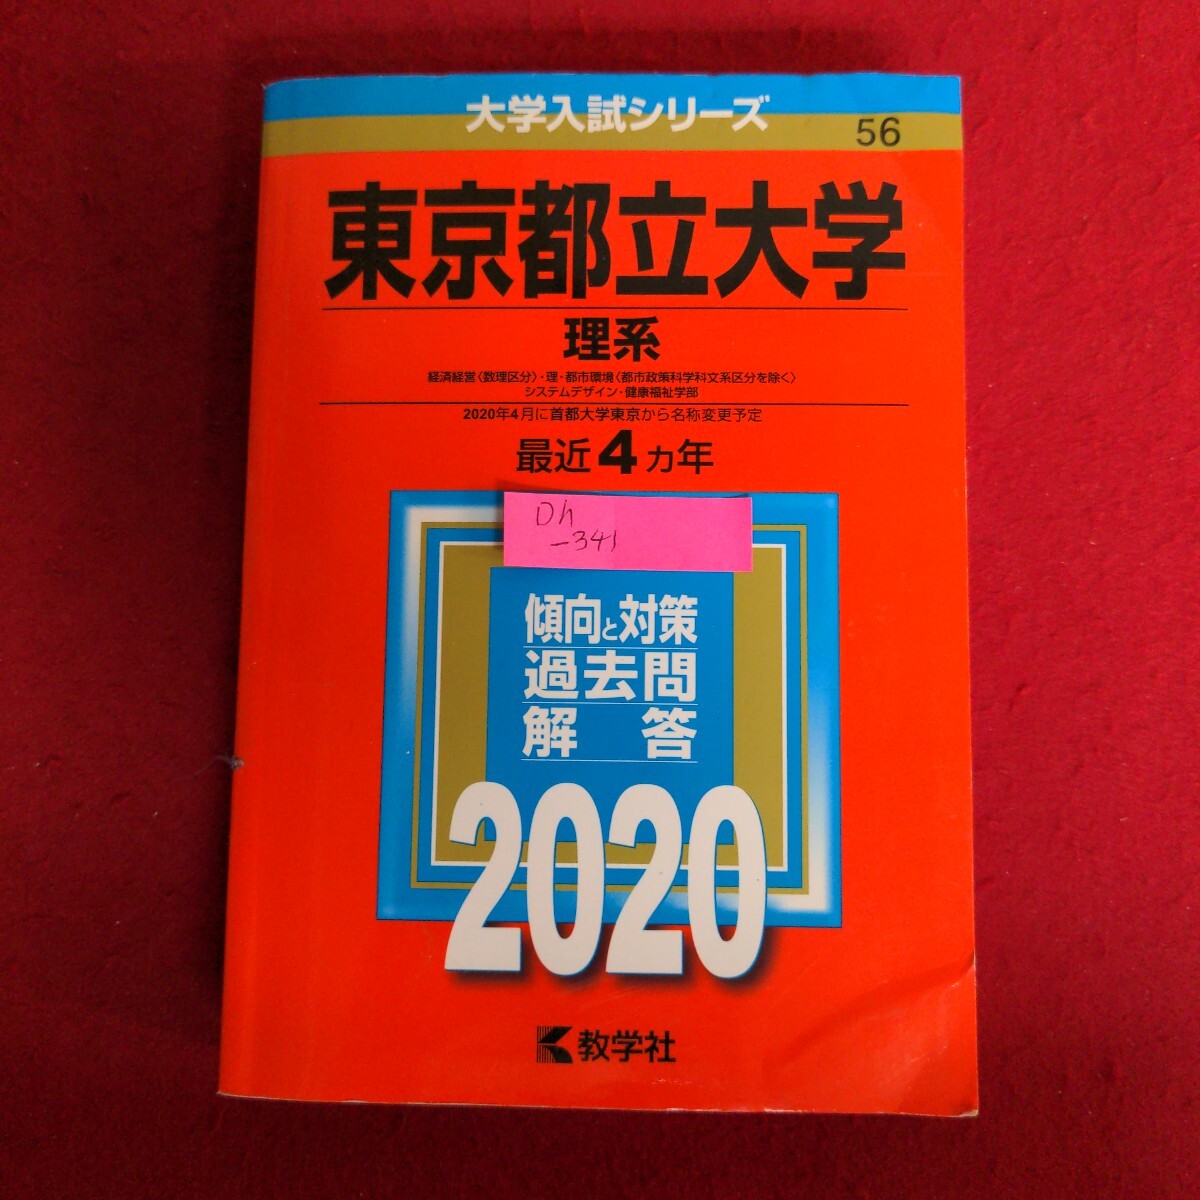 大学入試シリーズ
56
東京都立大学
理系
経済経営〈数理区分〉・理・都市環境〈都市政策科学科文系区分を除く〉
システムデザイン・健康福祉学部
2020年4月に首都大学東京から名称変更予定
最近4カ年
Dh
-341
傾向と対策
過去問
解答
2020
教学社